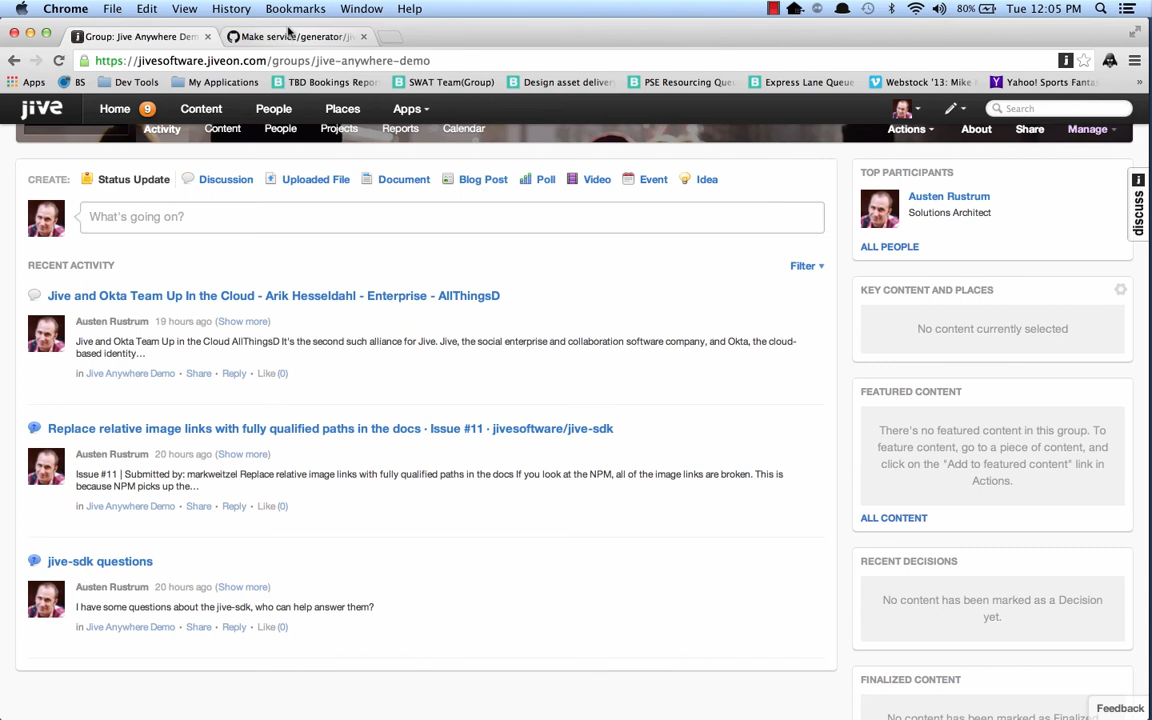 Chrome File Edit View History Bookmarks Window Help 80% Tue 12:05 PM
Group: Jive Anywhere Dem × Make service/generator/jiv ×
https://jivesoftware.jiveon.com/groups/jive-anywhere-demo
Apps BS Dev Tools My Applications TBD Bookings Repor SWAT Team(Group) Design asset deliver PSE Resourcing Que Express Lane Queue Webstock '13: Mike Yahoo! Sports Fanta »
jive Home 9 Content People Places Apps Search
Activity Content People Projects Reports Calendar Actions About Share Manage
CREATE: Status Update Discussion Uploaded File Document Blog Post Poll Video Event Idea
What's going on?
RECENT ACTIVITY Filter
Jive and Okta Team Up In the Cloud - Arik Hesseldahl - Enterprise - AllThingsD
Austen Rustrum 19 hours ago (Show more)
Jive and Okta Team Up in the Cloud AllThingsD It's the second such alliance for Jive. Jive, the social enterprise and collaboration software company, and Okta, the cloud-
based identity…
in Jive Anywhere Demo • Share • Reply • Like (0)
Replace relative image links with fully qualified paths in the docs · Issue #11 · jivesoftware/jive-sdk
Austen Rustrum 20 hours ago (Show more)
Issue #11 | Submitted by: markweitzel Replace relative image links with fully qualified paths in the docs If you look at the NPM, all of the image links are broken. This is
because NPM picks up the…
in Jive Anywhere Demo • Share • Reply • Like (0)
jive-sdk questions
Austen Rustrum 20 hours ago (Show more)
I have some questions about the jive-sdk, who can help answer them?
in Jive Anywhere Demo • Share • Reply • Like (0)
TOP PARTICIPANTS
Austen Rustrum
Solutions Architect
ALL PEOPLE
discuss
KEY CONTENT AND PLACES
No content currently selected
FEATURED CONTENT
There's no featured content in this group. To
feature content, go to a piece of content, and
click on the "Add to featured content" link in
Actions.
ALL CONTENT
RECENT DECISIONS
No content has been marked as a Decision
yet.
FINALIZED CONTENT
No content has been marked as Finalized
Feedback